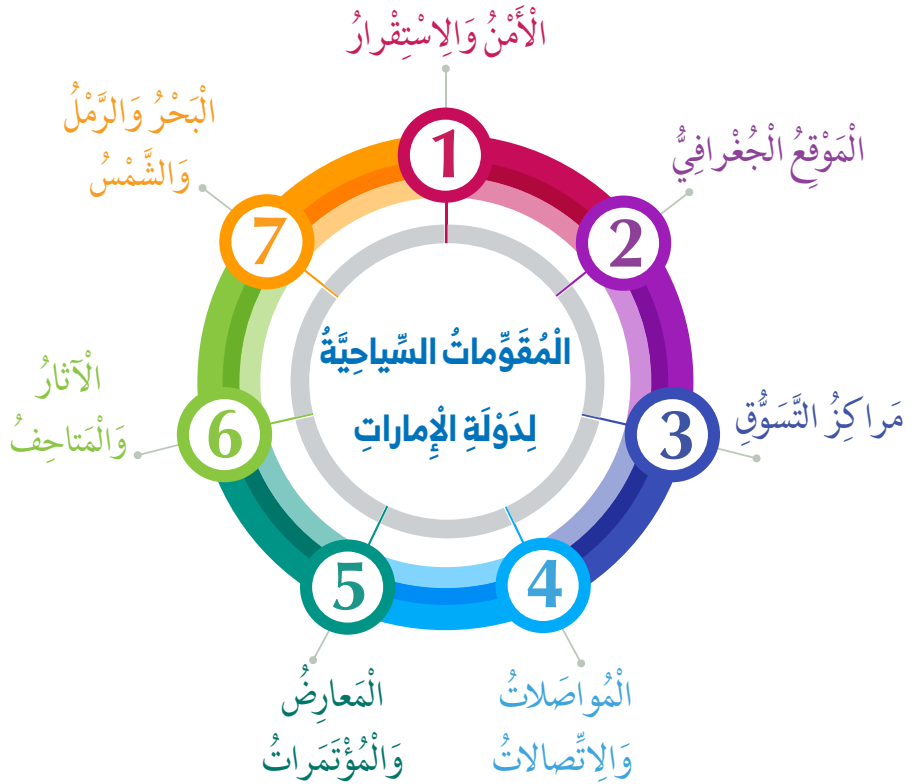 الْمُقَوِّماتُ السِّياحِيَّةُ
لِدَوْلَةِ الْإِماراتِ
1
الْأَمْنُ وَالِاسْتِقْرارُ
2
الْمَوْقِعُ الْجُغْرافِيُّ
3
مَراكِزُ التَّسَوُّقِ
4
الْمُواصَلاتُ
وَالِاتِّصالاتُ
5
الْمَعارِضُ
وَالْمُؤْتَمَراتُ
6
الْآثارُ
وَالْمَتاحِفُ
7
الْبَحْرُ وَالرَّمْلُ
وَالشَّمْسُ